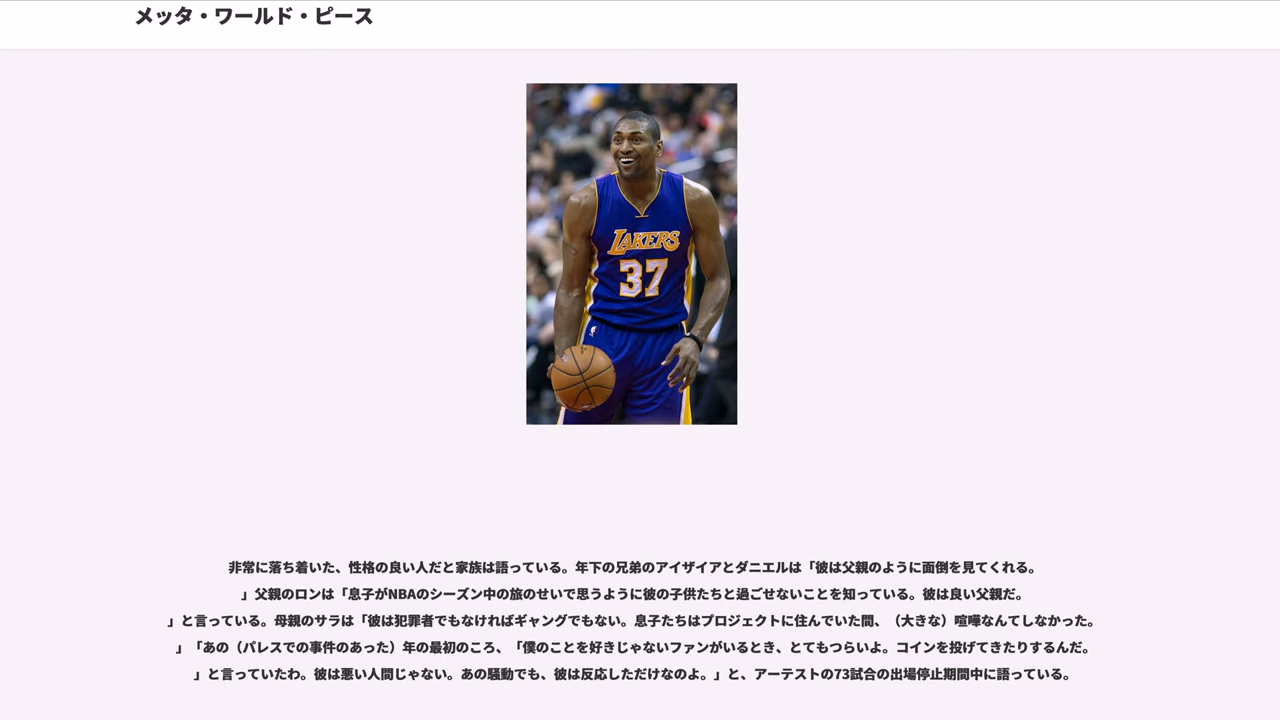 メッタ・ワールド・ピース
LAKERS
37
非常に落ち着いた、性格の良い人だと家族は語っている。年下の兄弟のアイザイアとダニエルは「彼は父親のように面倒を見てくれる。
」父親のロンは「息子がNBAのシーズン中の旅のせいで思うように彼の子供たちと過ごせないことを知っている。彼は良い父親だ。
」と言っている。母親のサラは「彼は犯罪者でもなければギャングでもない。息子たちはプロジェクトに住んでいた間、（大きな）喧嘩なんてしなかった。
」「あの（パレスでの事件のあった）年の最初のころ、「僕のことを好きじゃないファンがいるとき、とてもつらいよ。コインを投げてきたりするんだ。
」と言っていたわ。彼は悪い人間じゃない。あの騒動でも、彼は反応しただけなのよ。」と、アーテストの73試合の出場停止期間中に語っている。